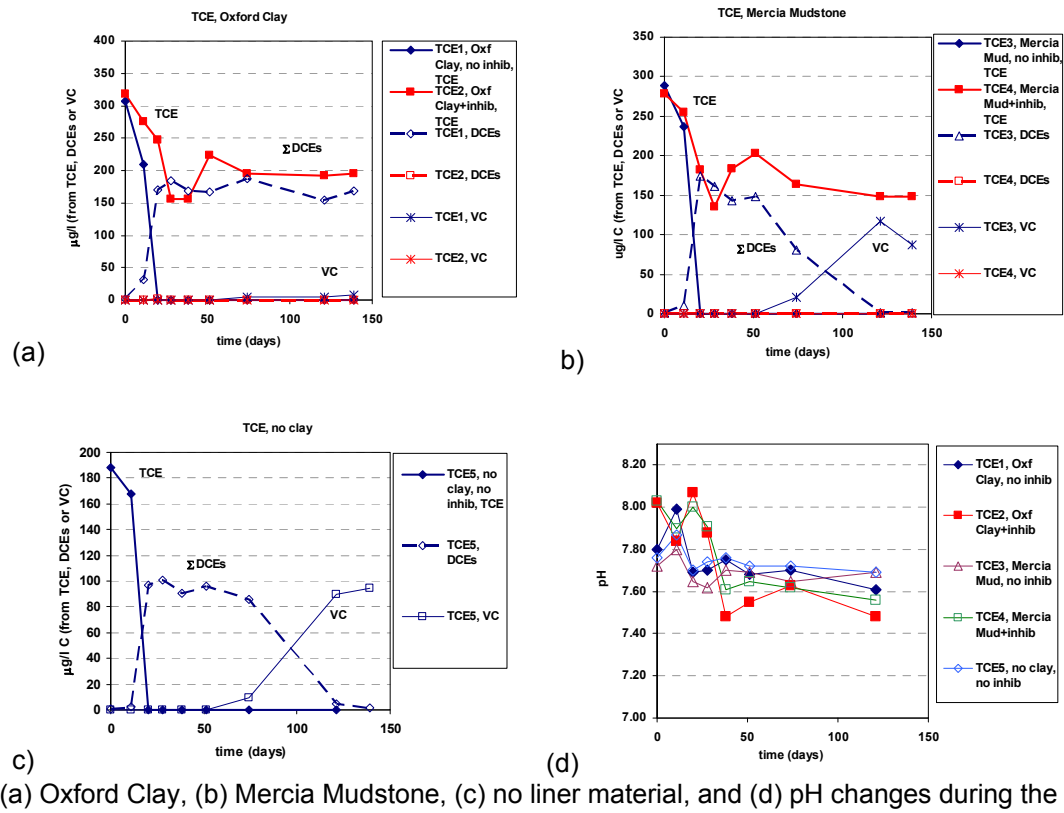 TCE, Oxford Clay
μg/l C (from TCE, DCEs or VC)
400
350
300
250
200
150
100
50
0
TCE
ΣDCEs
VC
0
50
100
150
time (days)
TCE1, Oxf
Clay, no inhib,
TCE
TCE2, Oxf
Clay+inhib,
TCE
TCE1, DCEs
TCE2, DCEs
TCE1, VC
TCE2, VC
(a)
TCE, Mercia Mudstone
ug/l C (from TCE, DCEs or VC)
350
300
250
200
150
100
50
0
TCE
ΣDCEs
VC
0
50
100
150
time (days)
TCE3, Mercia
Mud, no inhib,
TCE
TCE4, Mercia
Mud+inhib,
TCE
TCE3, DCEs
TCE4, DCEs
TCE3, VC
TCE4, VC
b)
TCE, no clay
μg/l C (from TCE, DCEs or VC)
200
180
160
140
120
100
80
60
40
20
0
TCE
ΣDCEs
VC
0
50
100
150
time (days)
TCE5, no
clay, no
inhib, TCE
TCE5,
DCEs
TCE5, VC
c)
pH
8.20
8.00
7.80
7.60
7.40
7.20
7.00
0
50
100
150
time (days)
TCE1, Oxf
Clay, no inhib
TCE2, Oxf
Clay+inhib
TCE3, Mercia
Mud, no inhib
TCE4, Mercia
Mud+inhib
TCE5, no clay,
no inhib
(d)
(a) Oxford Clay, (b) Mercia Mudstone, (c) no liner material, and (d) pH changes during the